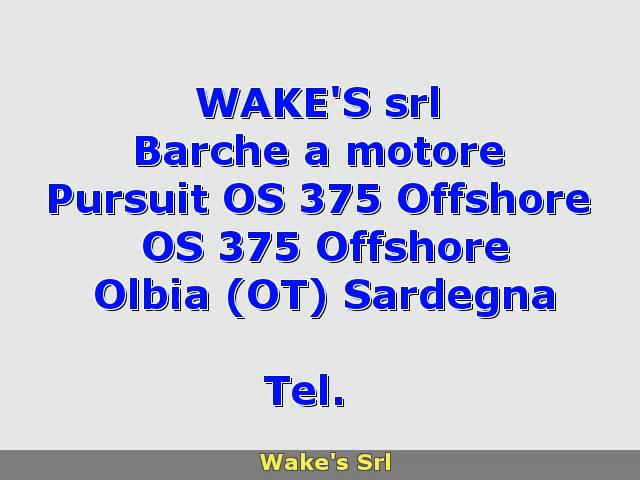 WAKE'S srl
Barche a motore
Pursuit OS 375 Offshore
OS 375 Offshore
Olbia (OT) Sardegna
Tel.
Wake's Srl